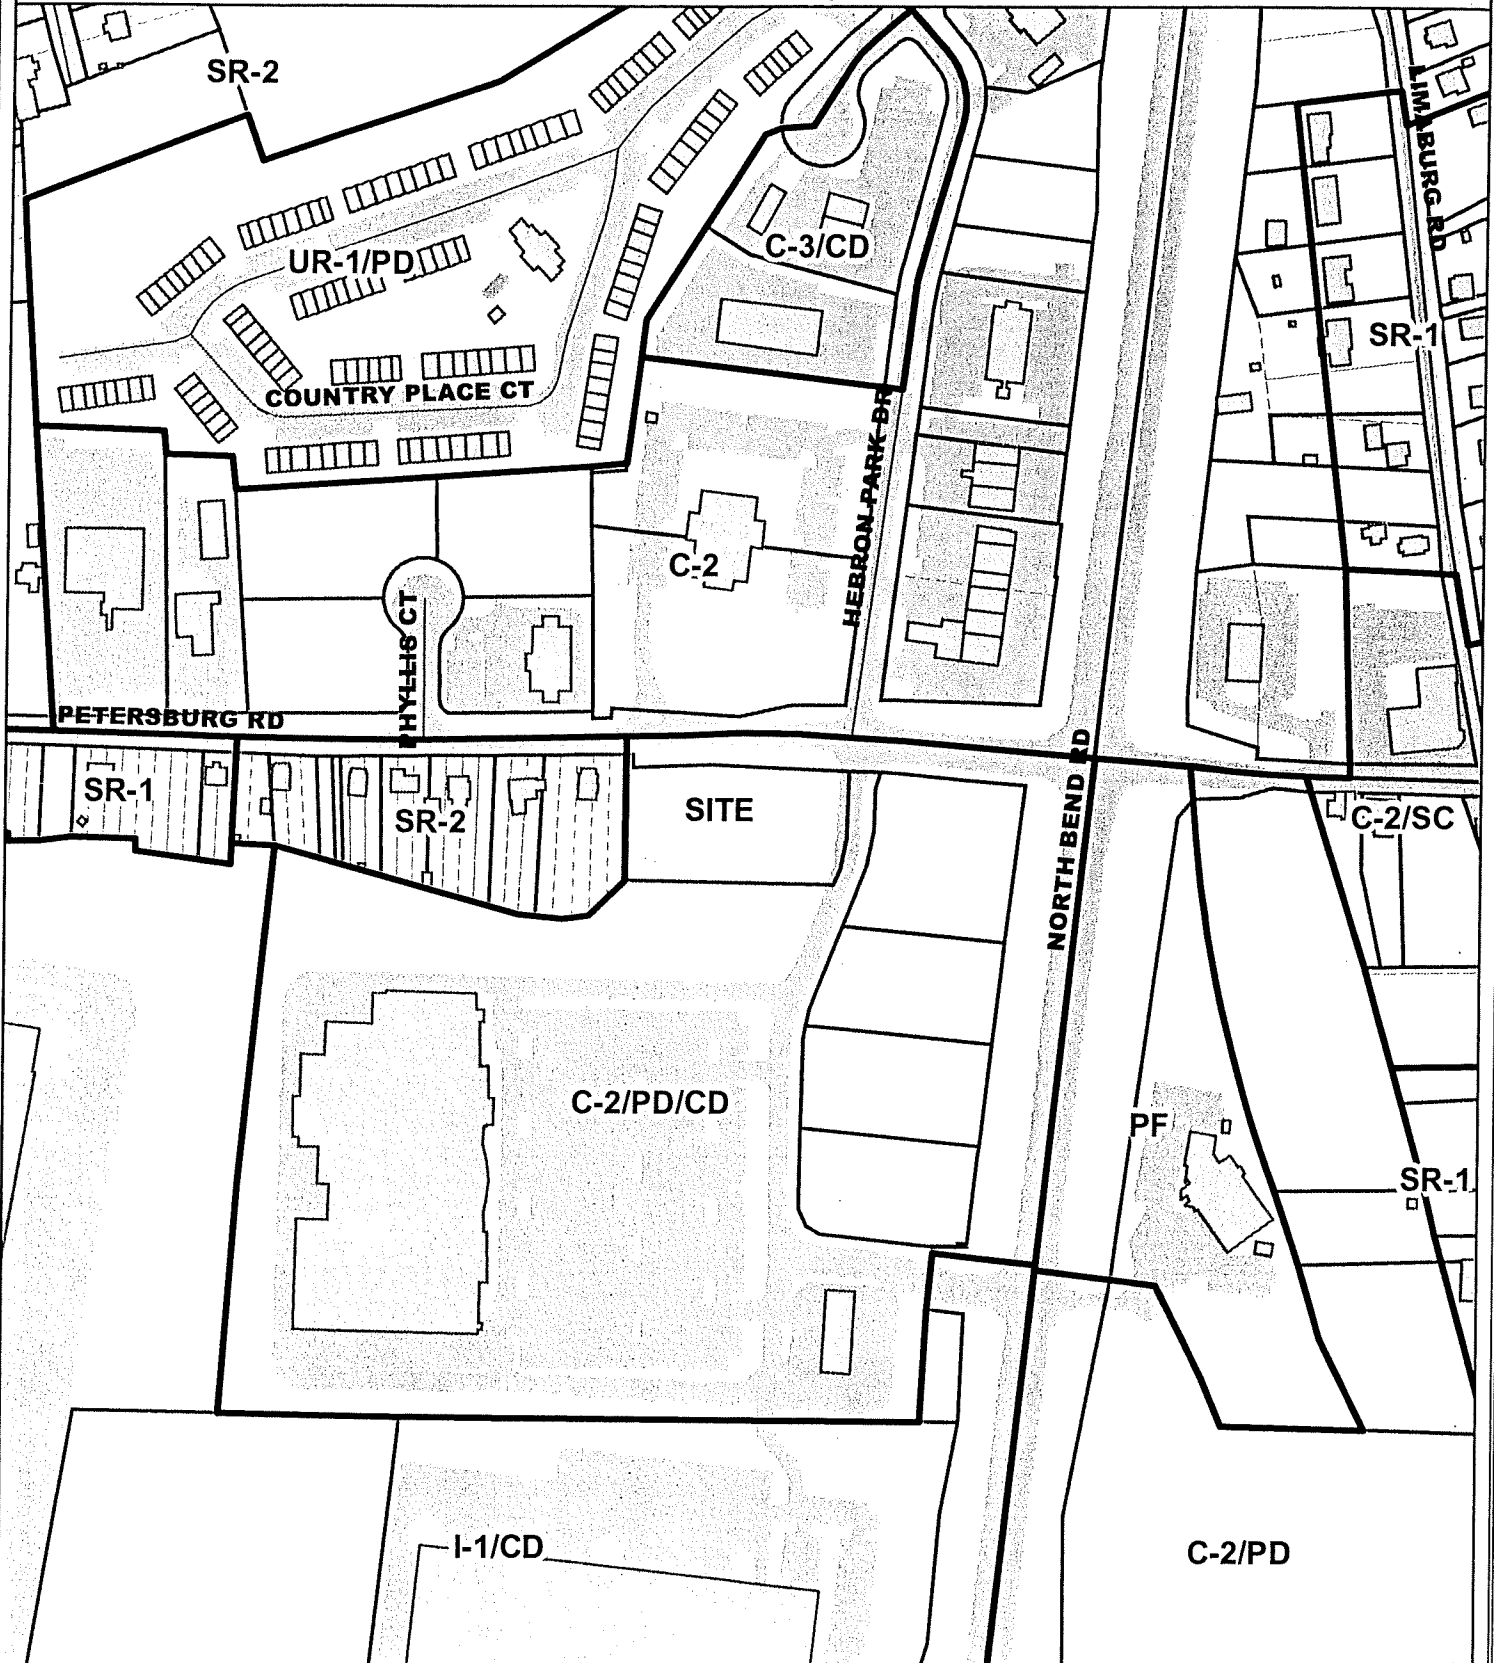 SR-2
LIMABURG RD
C-3/CD
UR-1/PD
SR-1
COUNTRY PLACE CT
HEBRON PARK DR
C-2
PHYLLIS CT
PETERSBURG RD
SR-1
SR-2
SITE
C-2/SC
NORTH BEND RD
C-2/PD/CD
PF
SR-1
I-1/CD
C-2/PD